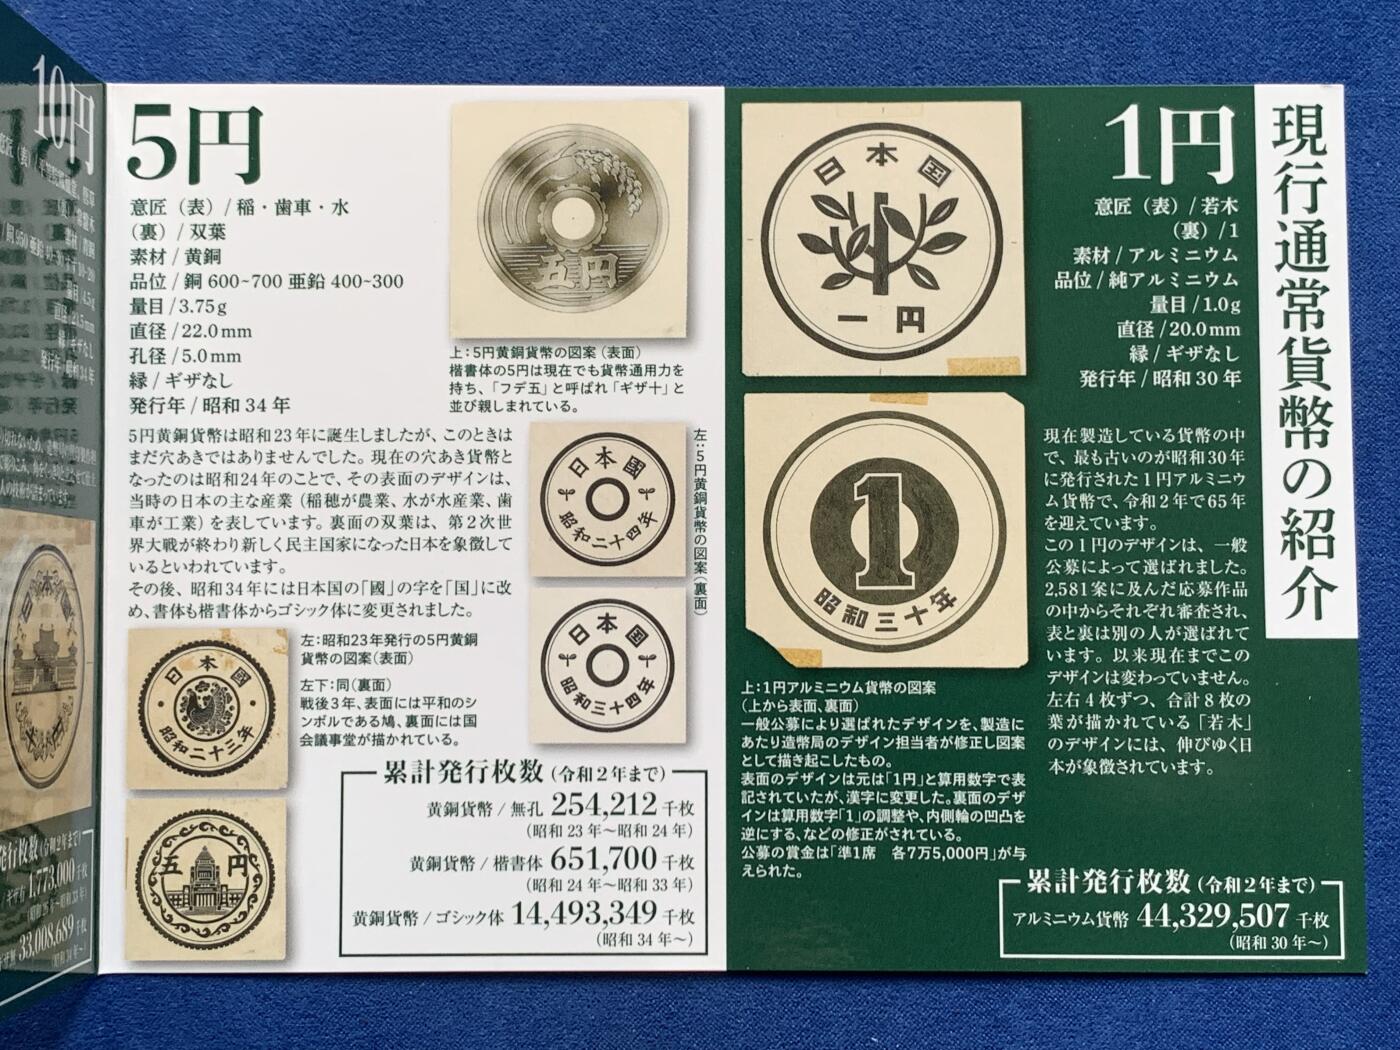 現行通常貨幣の紹介
1円
意匠（表）/若木
（裏）/1
素材/アルミニウム
品位/純アルミニウム
量目/1.0g
直径/20.0mm
縁/ギザなし
発行年/昭和30年
現在製造している貨幣の中
で、最も古いのが昭和30年
に発行された1円アルミニウ
ム貨幣で、令和2年で65年
を迎えています。
この1円のデザインは、一般
公募によって選ばれました。
2,581案に及んだ応募作品
の中からそれぞれ審査され、
表と裏は別の人が選ばれて
います。以来現在までこの
デザインは変わっていません。
左右4枚ずつ、合計8枚の
葉が描かれている「若木」
のデザインには、伸びゆく日
本が象徴されています。
日本国
一円
1
昭和三十年
上：1円アルミニウム貨幣の図案
（上から表面、裏面）
一般公募により選ばれたデザインを、製造に
あたり造幣局のデザイン担当者が修正し図案
として描き起こしたもの。
表面のデザインは元は「1円」と算用数字で表
記されていたが、漢字に変更した。裏面のデザ
インは算用数字「1」の調整や、内側輪の凹凸を
逆にする、などの修正がされている。
公募の賞金は「準1席　各7万5,000円」が与
えられた。
累計発行枚数（令和2年まで）
アルミニウム貨幣 44,329,507千枚
（昭和30年～）
5円
意匠（表）/稲・歯車・水
（裏）/双葉
素材/黄銅
品位/銅 600~700 亜鉛 400~300
量目/3.75g
直径/22.0mm
孔径/5.0mm
縁/ギザなし
発行年/昭和34年
五円
上：5円黄銅貨幣の図案（表面）
楷書体の5円は現在でも貨幣通用力を
持ち、「フデ五」と呼ばれ「ギザ十」と
並び親しまれている。
5円黄銅貨幣は昭和23年に誕生しましたが、このときは
まだ穴あきではありませんでした。現在の穴あき貨幣と
なったのは昭和24年のことで、その表面のデザインは、
当時の日本の主な産業（稲穂が農業、水が水産業、歯
車が工業）を表しています。裏面の双葉は、第2次世
界大戦が終わり新しく民主国家になった日本を象徴して
いるといわれています。
その後、昭和34年には日本国の「國」の字を「国」に改
め、書体も楷書体からゴシック体に変更されました。
日本國
昭和二十四年
日本国
昭和三十四年
左：5円黄銅貨幣の図案（裏面）
日本国
昭和二十三年
五円
左：昭和23年発行の5円黄銅
貨幣の図案（表面）
左下：同（裏面）
戦後3年、表面には平和のシ
ンボルである鳩、裏面には国
会議事堂が描かれている。
累計発行枚数（令和2年まで）
黄銅貨幣/無孔 254,212千枚
（昭和23年～昭和24年）
黄銅貨幣/楷書体 651,700千枚
（昭和24年～昭和33年）
黄銅貨幣/ゴシック体 14,493,349千枚
（昭和34年～）
10円
発行枚数（令和2年まで）
1,773,000千枚
33,008,689千枚